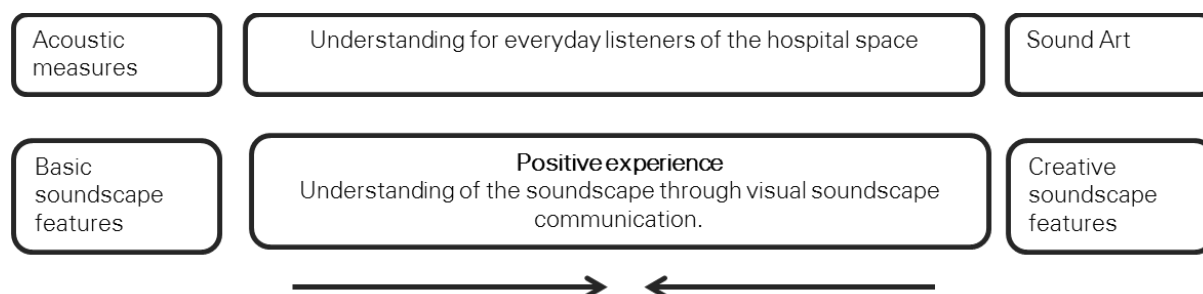 Acoustic
measures
Understanding for everyday listeners of the hospital space
Sound Art
Basic
soundscape
features
Positive experience
Understanding of the soundscape through visual soundscape
communication.
Creative
soundscape
features